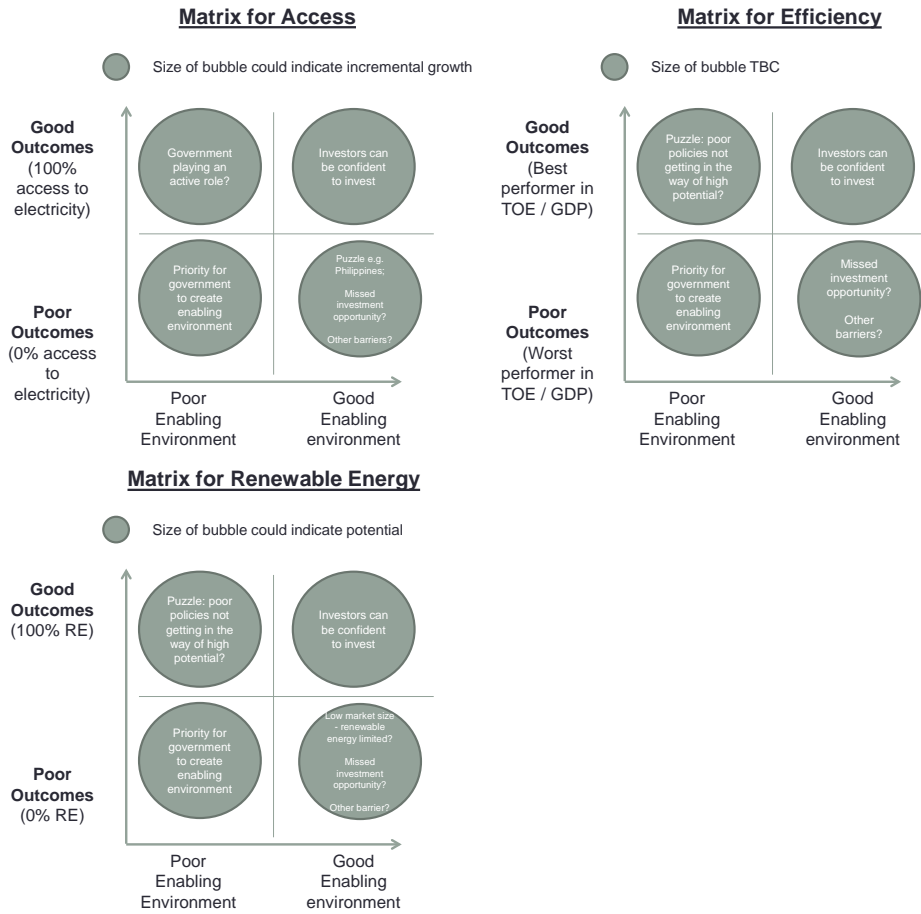 Matrix for Access
Size of bubble could indicate incremental growth
Good
Outcomes
(100%
access to
electricity)
Government
playing an
active role?
Investors can
be confident
to invest
Poor
Outcomes
(0% access
to
electricity)
Priority for
government
to create
enabling
environment
Puzzle e.g.
Philippines;
Missed
investment
opportunity?
Other barriers?
Poor
Enabling
Environment
Good
Enabling
environment
Matrix for Efficiency
Size of bubble TBC
Good
Outcomes
(Best
performer in
TOE / GDP)
Puzzle: poor
policies not
getting in the
way of high
potential?
Investors can
be confident
to invest
Poor
Outcomes
(Worst
performer in
TOE / GDP)
Priority for
government
to create
enabling
environment
Missed
investment
opportunity?
Other
barriers?
Poor
Enabling
Environment
Good
Enabling
environment
Matrix for Renewable Energy
Size of bubble could indicate potential
Good
Outcomes
(100% RE)
Puzzle: poor
policies not
getting in the
way of high
potential?
Investors can
be confident
to invest
Poor
Outcomes
(0% RE)
Priority for
government
to create
enabling
environment
Low market size
- renewable
energy limited?
Missed
investment
opportunity?
Other barrier?
Poor
Enabling
Environment
Good
Enabling
environment